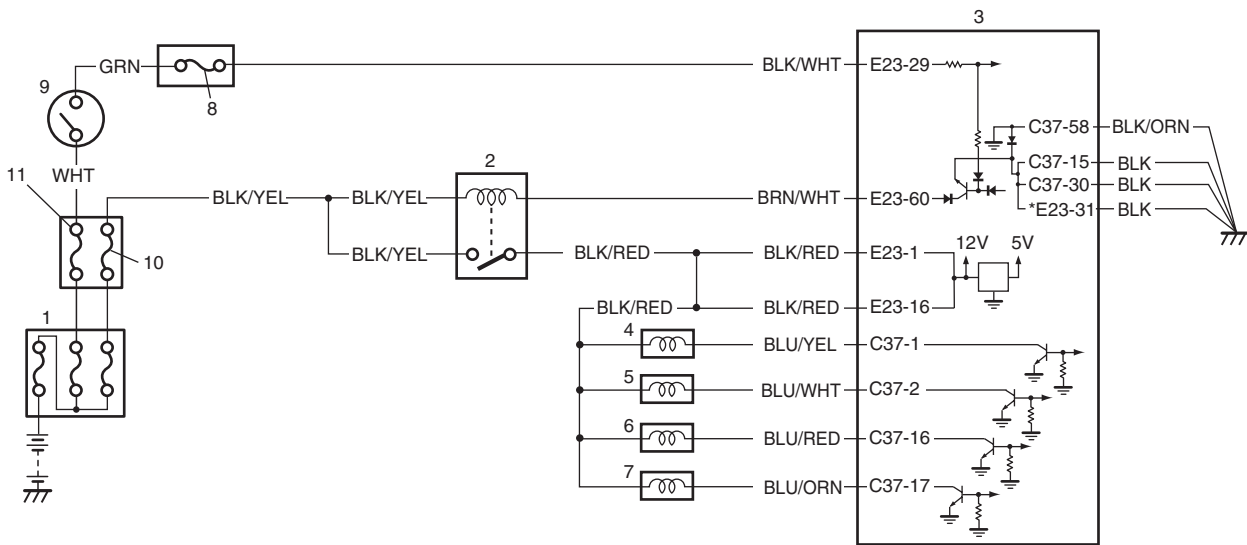 3
GRN
BLK/WHT
E23-29
9
8
C37-58
BLK/ORN
2
C37-15
BLK
11
WHT
BLK/YEL
BLK/YEL
BRN/WHT
E23-60
C37-30
BLK
*E23-31
BLK
12V
5V
BLK/YEL
BLK/RED
BLK/RED
E23-1
10
BLK/RED
BLK/RED
E23-16
1
4
BLU/YEL
C37-1
5
BLU/WHT
C37-2
6
BLU/RED
C37-16
7
BLU/ORN
C37-17